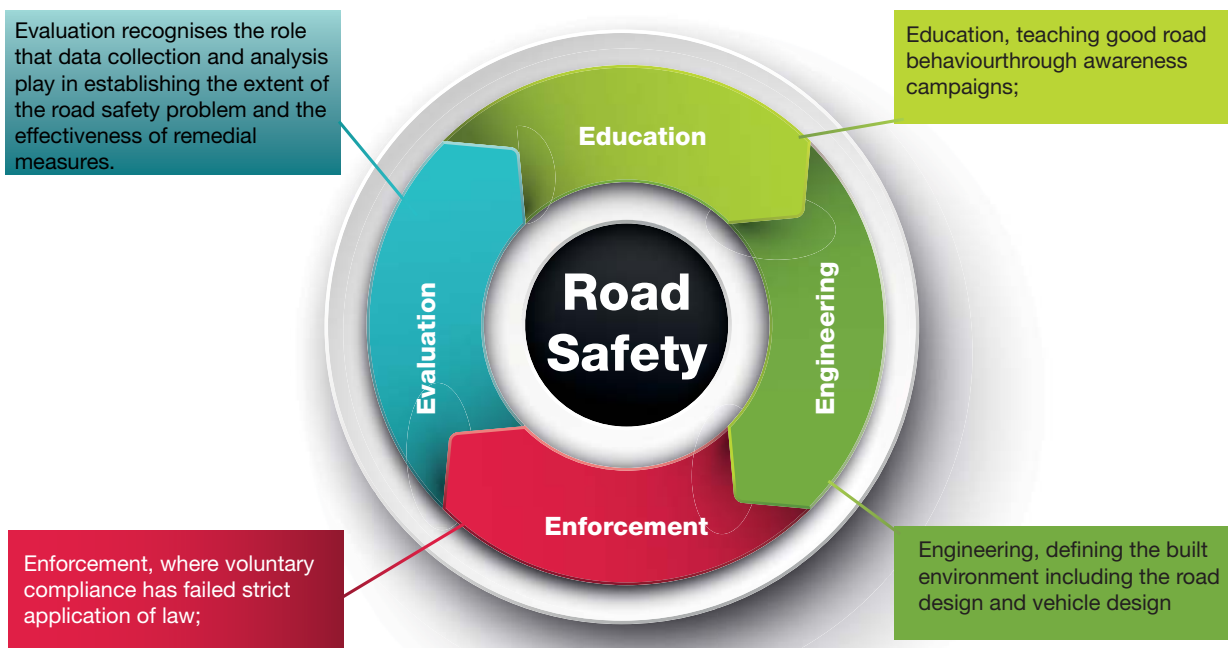 Evaluation recognises the role
that data collection and analysis
play in establishing the extent
of the road safety problem and the
effectiveness of remedial
measures.
Education, teaching good road
behaviourthrough awareness
campaigns;
Education
Engineering
Evaluation
Road
Safety
Enforcement
Enforcement, where voluntary
compliance has failed strict
application of law;
Engineering, defining the built
environment including the road
design and vehicle design